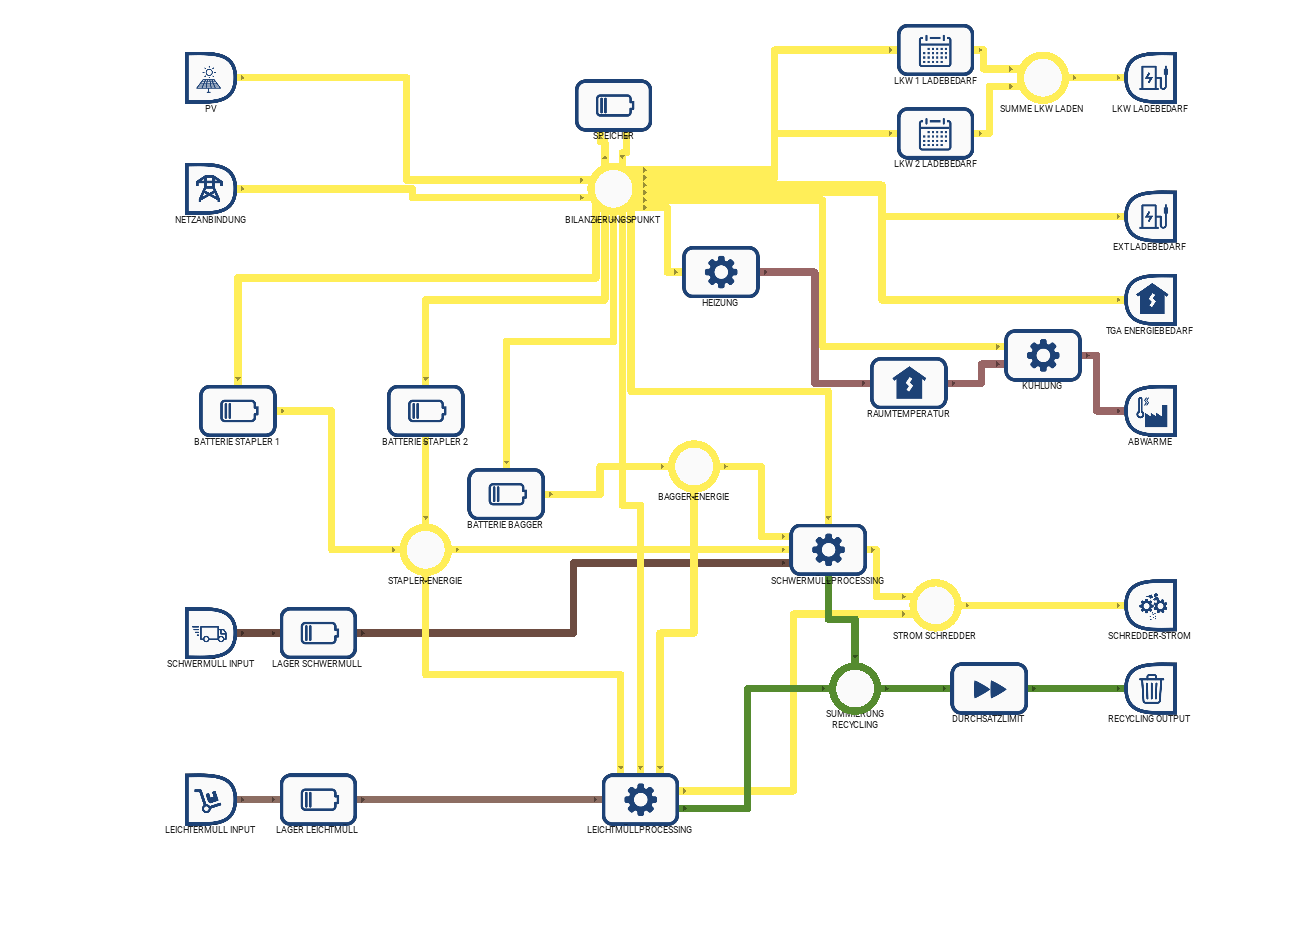 LKW 1 LADEBEDARF
PV
SUMME LKW LADEN
LKW LADEBEDARF
SPEICHER
LKW 2 LADEBEDARF
NETZANBINDUNG
BILANZIERUNGSPUNKT
EXT LADEBEDARF
HEIZUNG
TGA ENERGIEBEDARF
KÜHLUNG
RAUMTEMPERATUR
BATTERIE STAPLER 1
BATTERIE STAPLER 2
ABWÄRME
BAGGER-ENERGIE
BATTERIE BAGGER
STAPLER-ENERGIE
SCHWERMÜLLPROCESSING
SCHWERMÜLL INPUT
LAGER SCHWERMÜLL
STROM SCHREDDER
SCHREDDER-STROM
SUMMIERUNG
RECYCLING
DURCHSATZLIMIT
RECYCLING OUTPUT
LEICHTERMÜLL INPUT
LAGER LEICHTMÜLL
LEICHTMÜLLPROCESSING